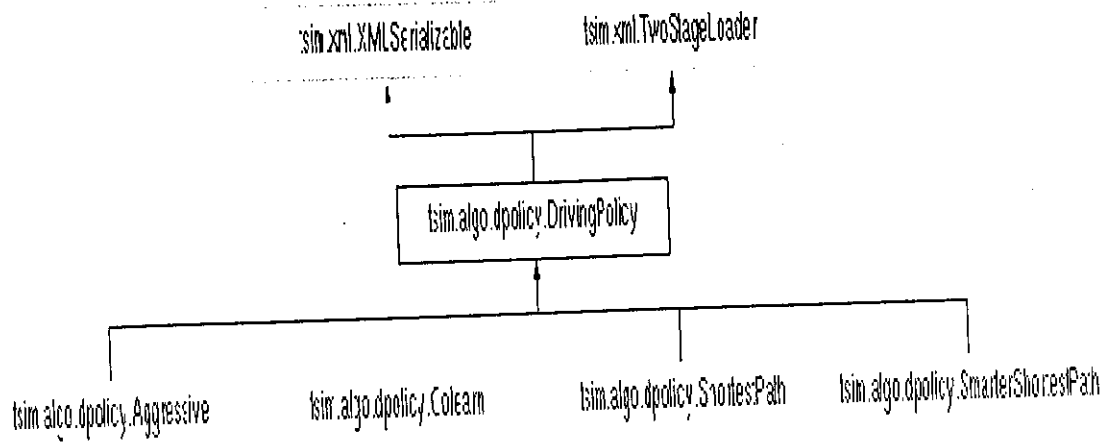 tsim.xml.XMLSerializable
tsim.xml.TwoStageLoader
tsim.algo.dpolicy.DrivingPolicy
tsim.algo.dpolicy.Aggressive
tsim.algo.dpolicy.Colearn
tsim.algo.dpolicy.ShortestPath
tsim.algo.dpolicy.SmarterShortestPath